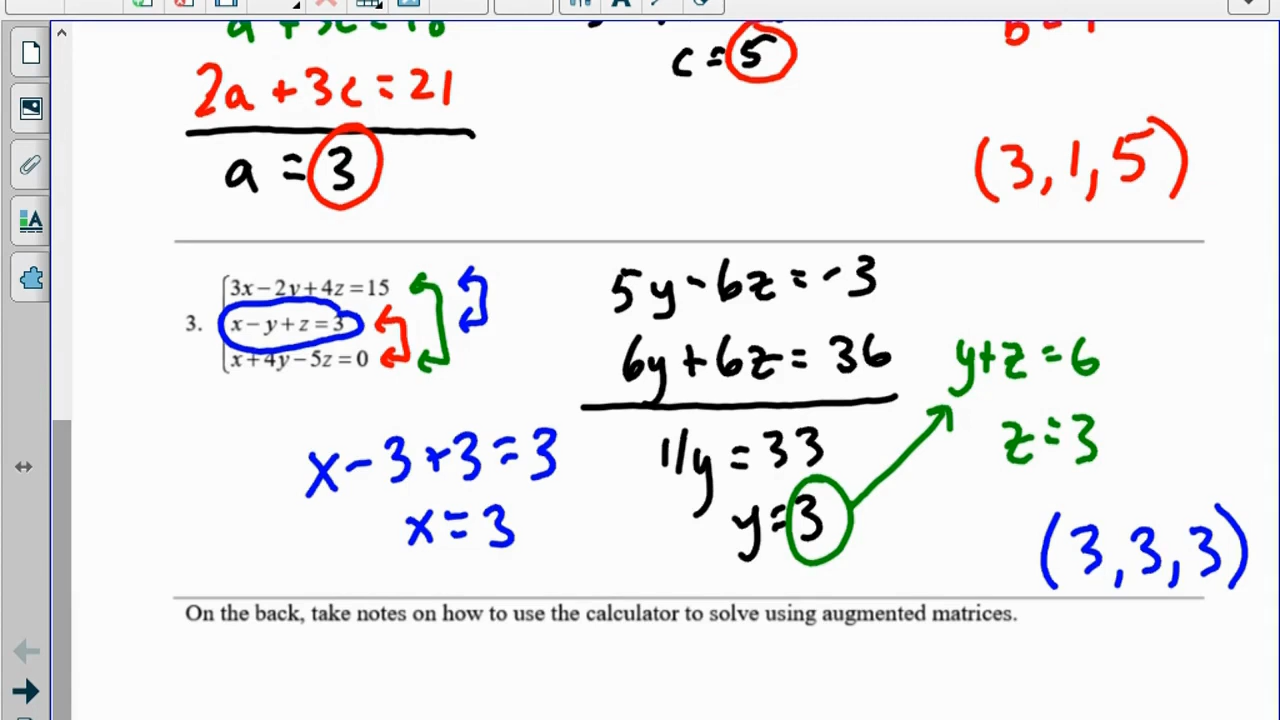 2a + 3c = 21
a = 3
c = 5
(3, 1, 5)
3.
3x − 2y + 4z = 15
x − y + z = 3
x + 4y − 5z = 0
x − 3 + 3 = 3
x = 3
5y − 6z = −3
6y + 6z = 36
11y = 33
y = 3
y + z = 6
z = 3
(3, 3, 3)
On the back, take notes on how to use the calculator to solve using augmented matrices.